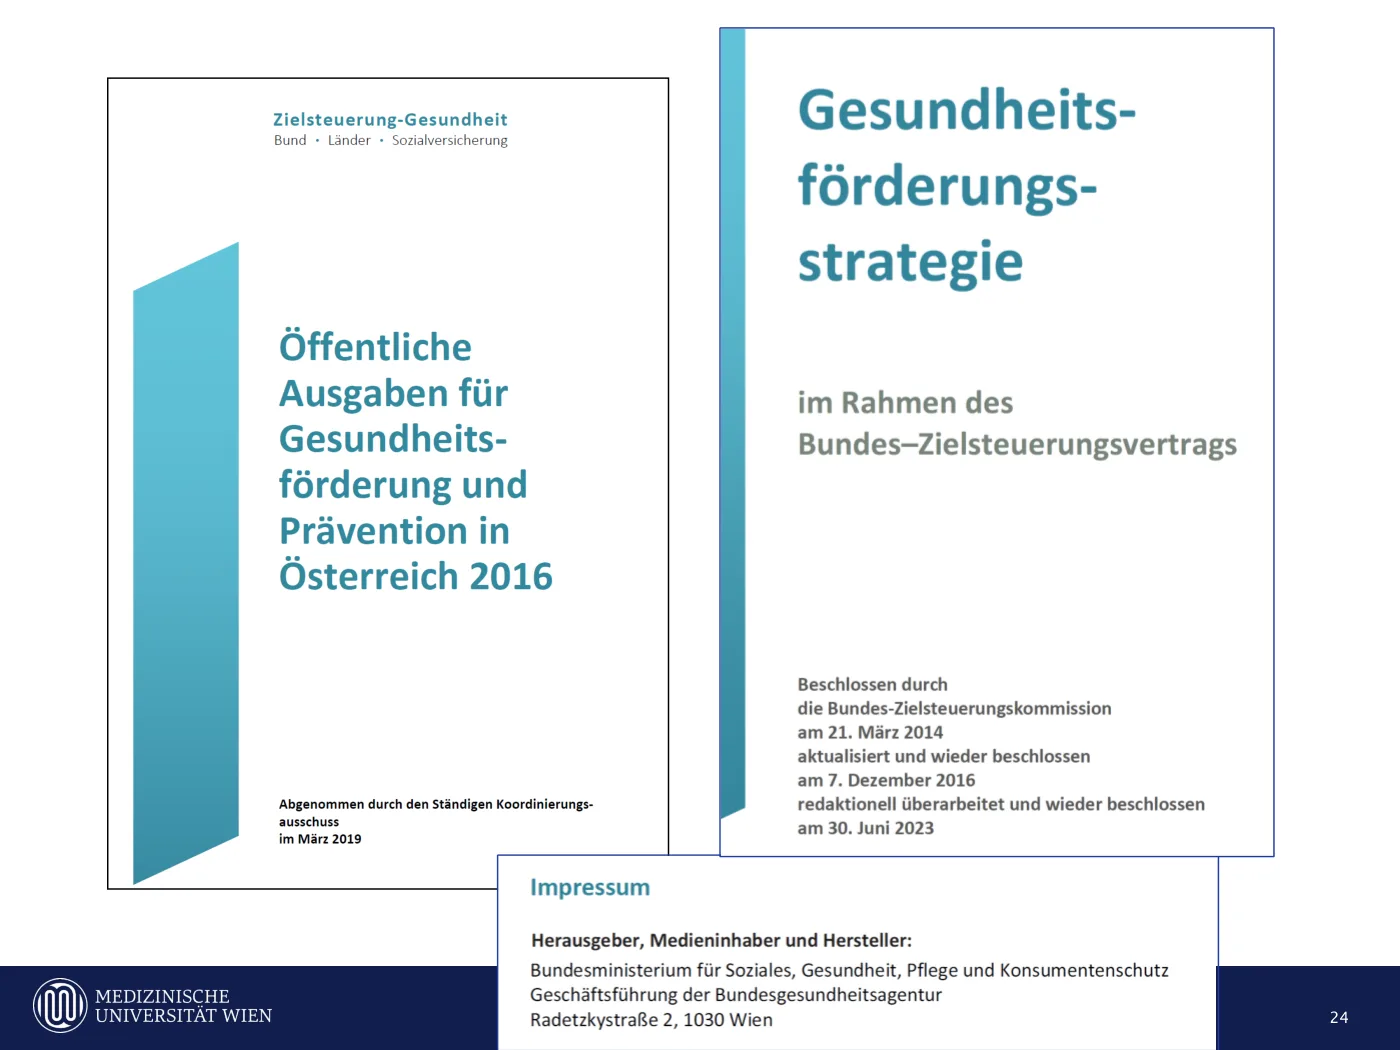 Zielsteuerung-Gesundheit
Bund • Länder • Sozialversicherung
Öffentliche
Ausgaben für
Gesundheits-
förderung und
Prävention in
Österreich 2016
Abgenommen durch den Ständigen Koordinierungs-
ausschuss
im März 2019
Gesundheits-
förderungs-
strategie
im Rahmen des
Bundes–Zielsteuerungsvertrags
Beschlossen durch
die Bundes-Zielsteuerungskommission
am 21. März 2014
aktualisiert und wieder beschlossen
am 7. Dezember 2016
redaktionell überarbeitet und wieder beschlossen
am 30. Juni 2023
Impressum
Herausgeber, Medieninhaber und Hersteller:
Bundesministerium für Soziales, Gesundheit, Pflege und Konsumentenschutz
Geschäftsführung der Bundesgesundheitsagentur
Radetzkystraße 2, 1030 Wien
MEDIZINISCHE
UNIVERSITÄT WIEN
24